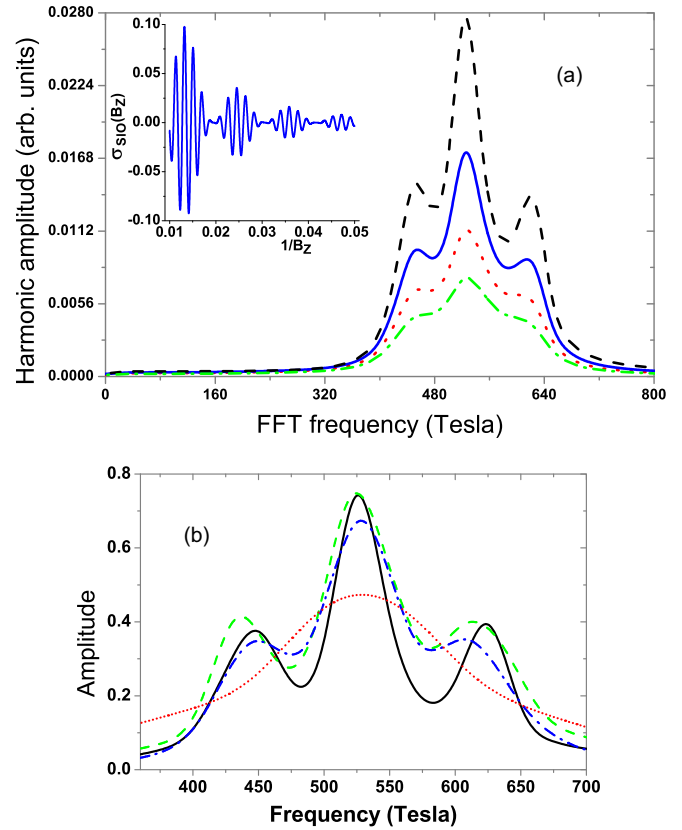 0.0280
0.0224
0.0168
0.0112
0.0056
0.0000
Harmonic amplitude (arb. units)
0 160 320 480 640 800
FFT frequency (Tesla)
(a)
0.10
0.05
0.00
-0.05
-0.10
σSIO(BZ)
0.01 0.02 0.03 0.04 0.05
1/BZ
0.8
0.6
0.4
0.2
0.0
Amplitude
(b)
400 450 500 550 600 650 700
Frequency (Tesla)